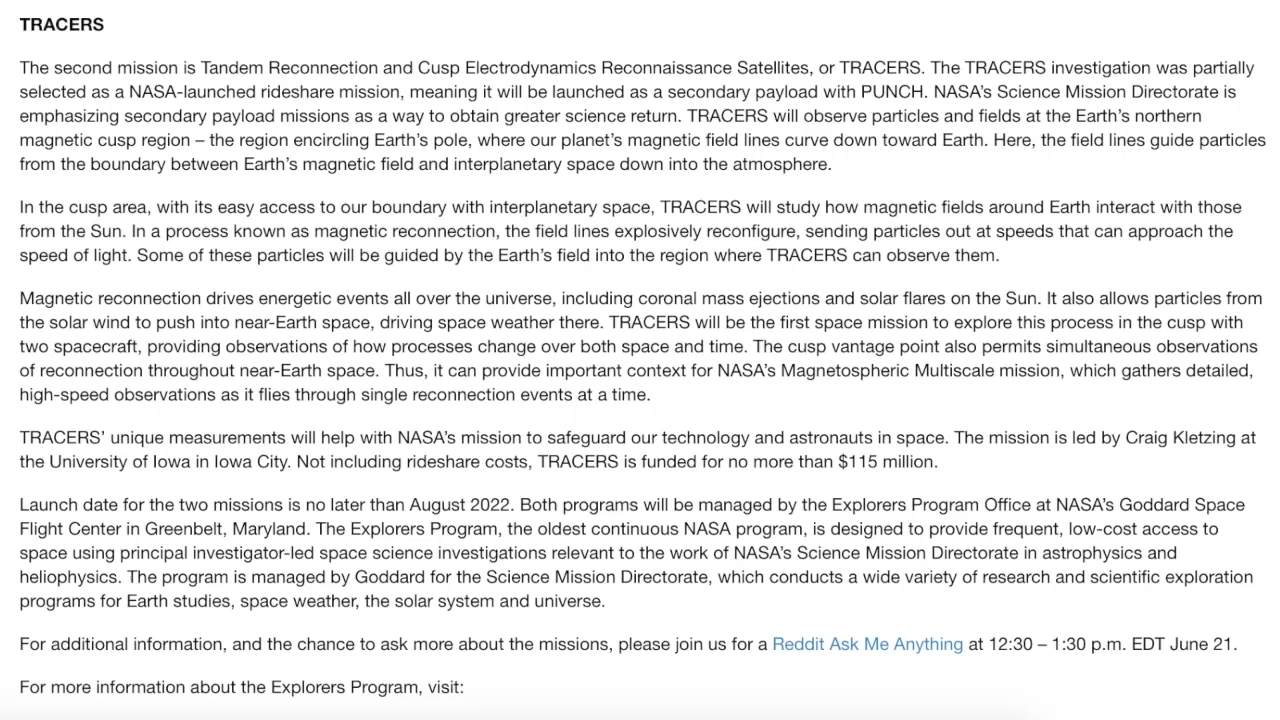 TRACERS
The second mission is Tandem Reconnection and Cusp Electrodynamics Reconnaissance Satellites, or TRACERS. The TRACERS investigation was partially
selected as a NASA-launched rideshare mission, meaning it will be launched as a secondary payload with PUNCH. NASA’s Science Mission Directorate is
emphasizing secondary payload missions as a way to obtain greater science return. TRACERS will observe particles and fields at the Earth’s northern
magnetic cusp region – the region encircling Earth’s pole, where our planet’s magnetic field lines curve down toward Earth. Here, the field lines guide particles
from the boundary between Earth’s magnetic field and interplanetary space down into the atmosphere.
In the cusp area, with its easy access to our boundary with interplanetary space, TRACERS will study how magnetic fields around Earth interact with those
from the Sun. In a process known as magnetic reconnection, the field lines explosively reconfigure, sending particles out at speeds that can approach the
speed of light. Some of these particles will be guided by the Earth’s field into the region where TRACERS can observe them.
Magnetic reconnection drives energetic events all over the universe, including coronal mass ejections and solar flares on the Sun. It also allows particles from
the solar wind to push into near-Earth space, driving space weather there. TRACERS will be the first space mission to explore this process in the cusp with
two spacecraft, providing observations of how processes change over both space and time. The cusp vantage point also permits simultaneous observations
of reconnection throughout near-Earth space. Thus, it can provide important context for NASA’s Magnetospheric Multiscale mission, which gathers detailed,
high-speed observations as it flies through single reconnection events at a time.
TRACERS’ unique measurements will help with NASA’s mission to safeguard our technology and astronauts in space. The mission is led by Craig Kletzing at
the University of Iowa in Iowa City. Not including rideshare costs, TRACERS is funded for no more than $115 million.
Launch date for the two missions is no later than August 2022. Both programs will be managed by the Explorers Program Office at NASA’s Goddard Space
Flight Center in Greenbelt, Maryland. The Explorers Program, the oldest continuous NASA program, is designed to provide frequent, low-cost access to
space using principal investigator-led space science investigations relevant to the work of NASA’s Science Mission Directorate in astrophysics and
heliophysics. The program is managed by Goddard for the Science Mission Directorate, which conducts a wide variety of research and scientific exploration
programs for Earth studies, space weather, the solar system and universe.
For additional information, and the chance to ask more about the missions, please join us for a Reddit Ask Me Anything at 12:30 – 1:30 p.m. EDT June 21.
For more information about the Explorers Program, visit: